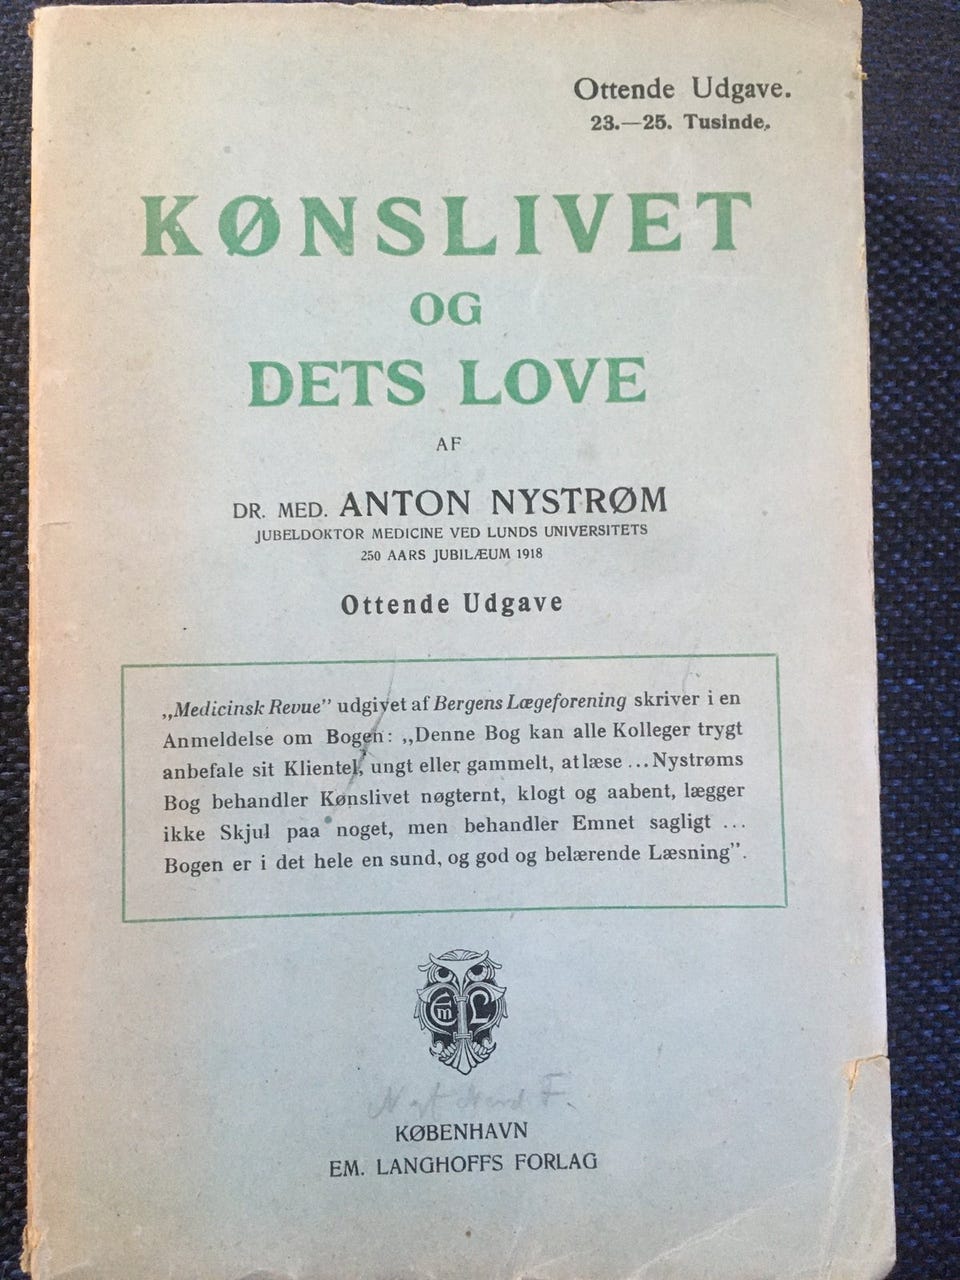 Ottende Udgave.
23.—25. Tusinde.
KØNSLIVET
OG
DETS LOVE
AF
DR. MED. ANTON NYSTRØM
JUBELDOKTOR MEDICINE VED LUNDS UNIVERSITETS
250 AARS JUBILÆUM 1918
Ottende Udgave
„Medicinsk Revue” udgivet af Bergens Lægeforening skriver i en
Anmeldelse om Bogen: „Denne Bog kan alle Kolleger trygt
anbefale sit Klientel, ungt eller gammelt, at læse ... Nystrøms
Bog behandler Kønslivet nøgternt, klogt og aabent, lægger
ikke Skjul paa noget, men behandler Emnet sagligt ...
Bogen er i det hele en sund, og god og belærende Læsning”.
Em L
KØBENHAVN
EM. LANGHOFFS FORLAG